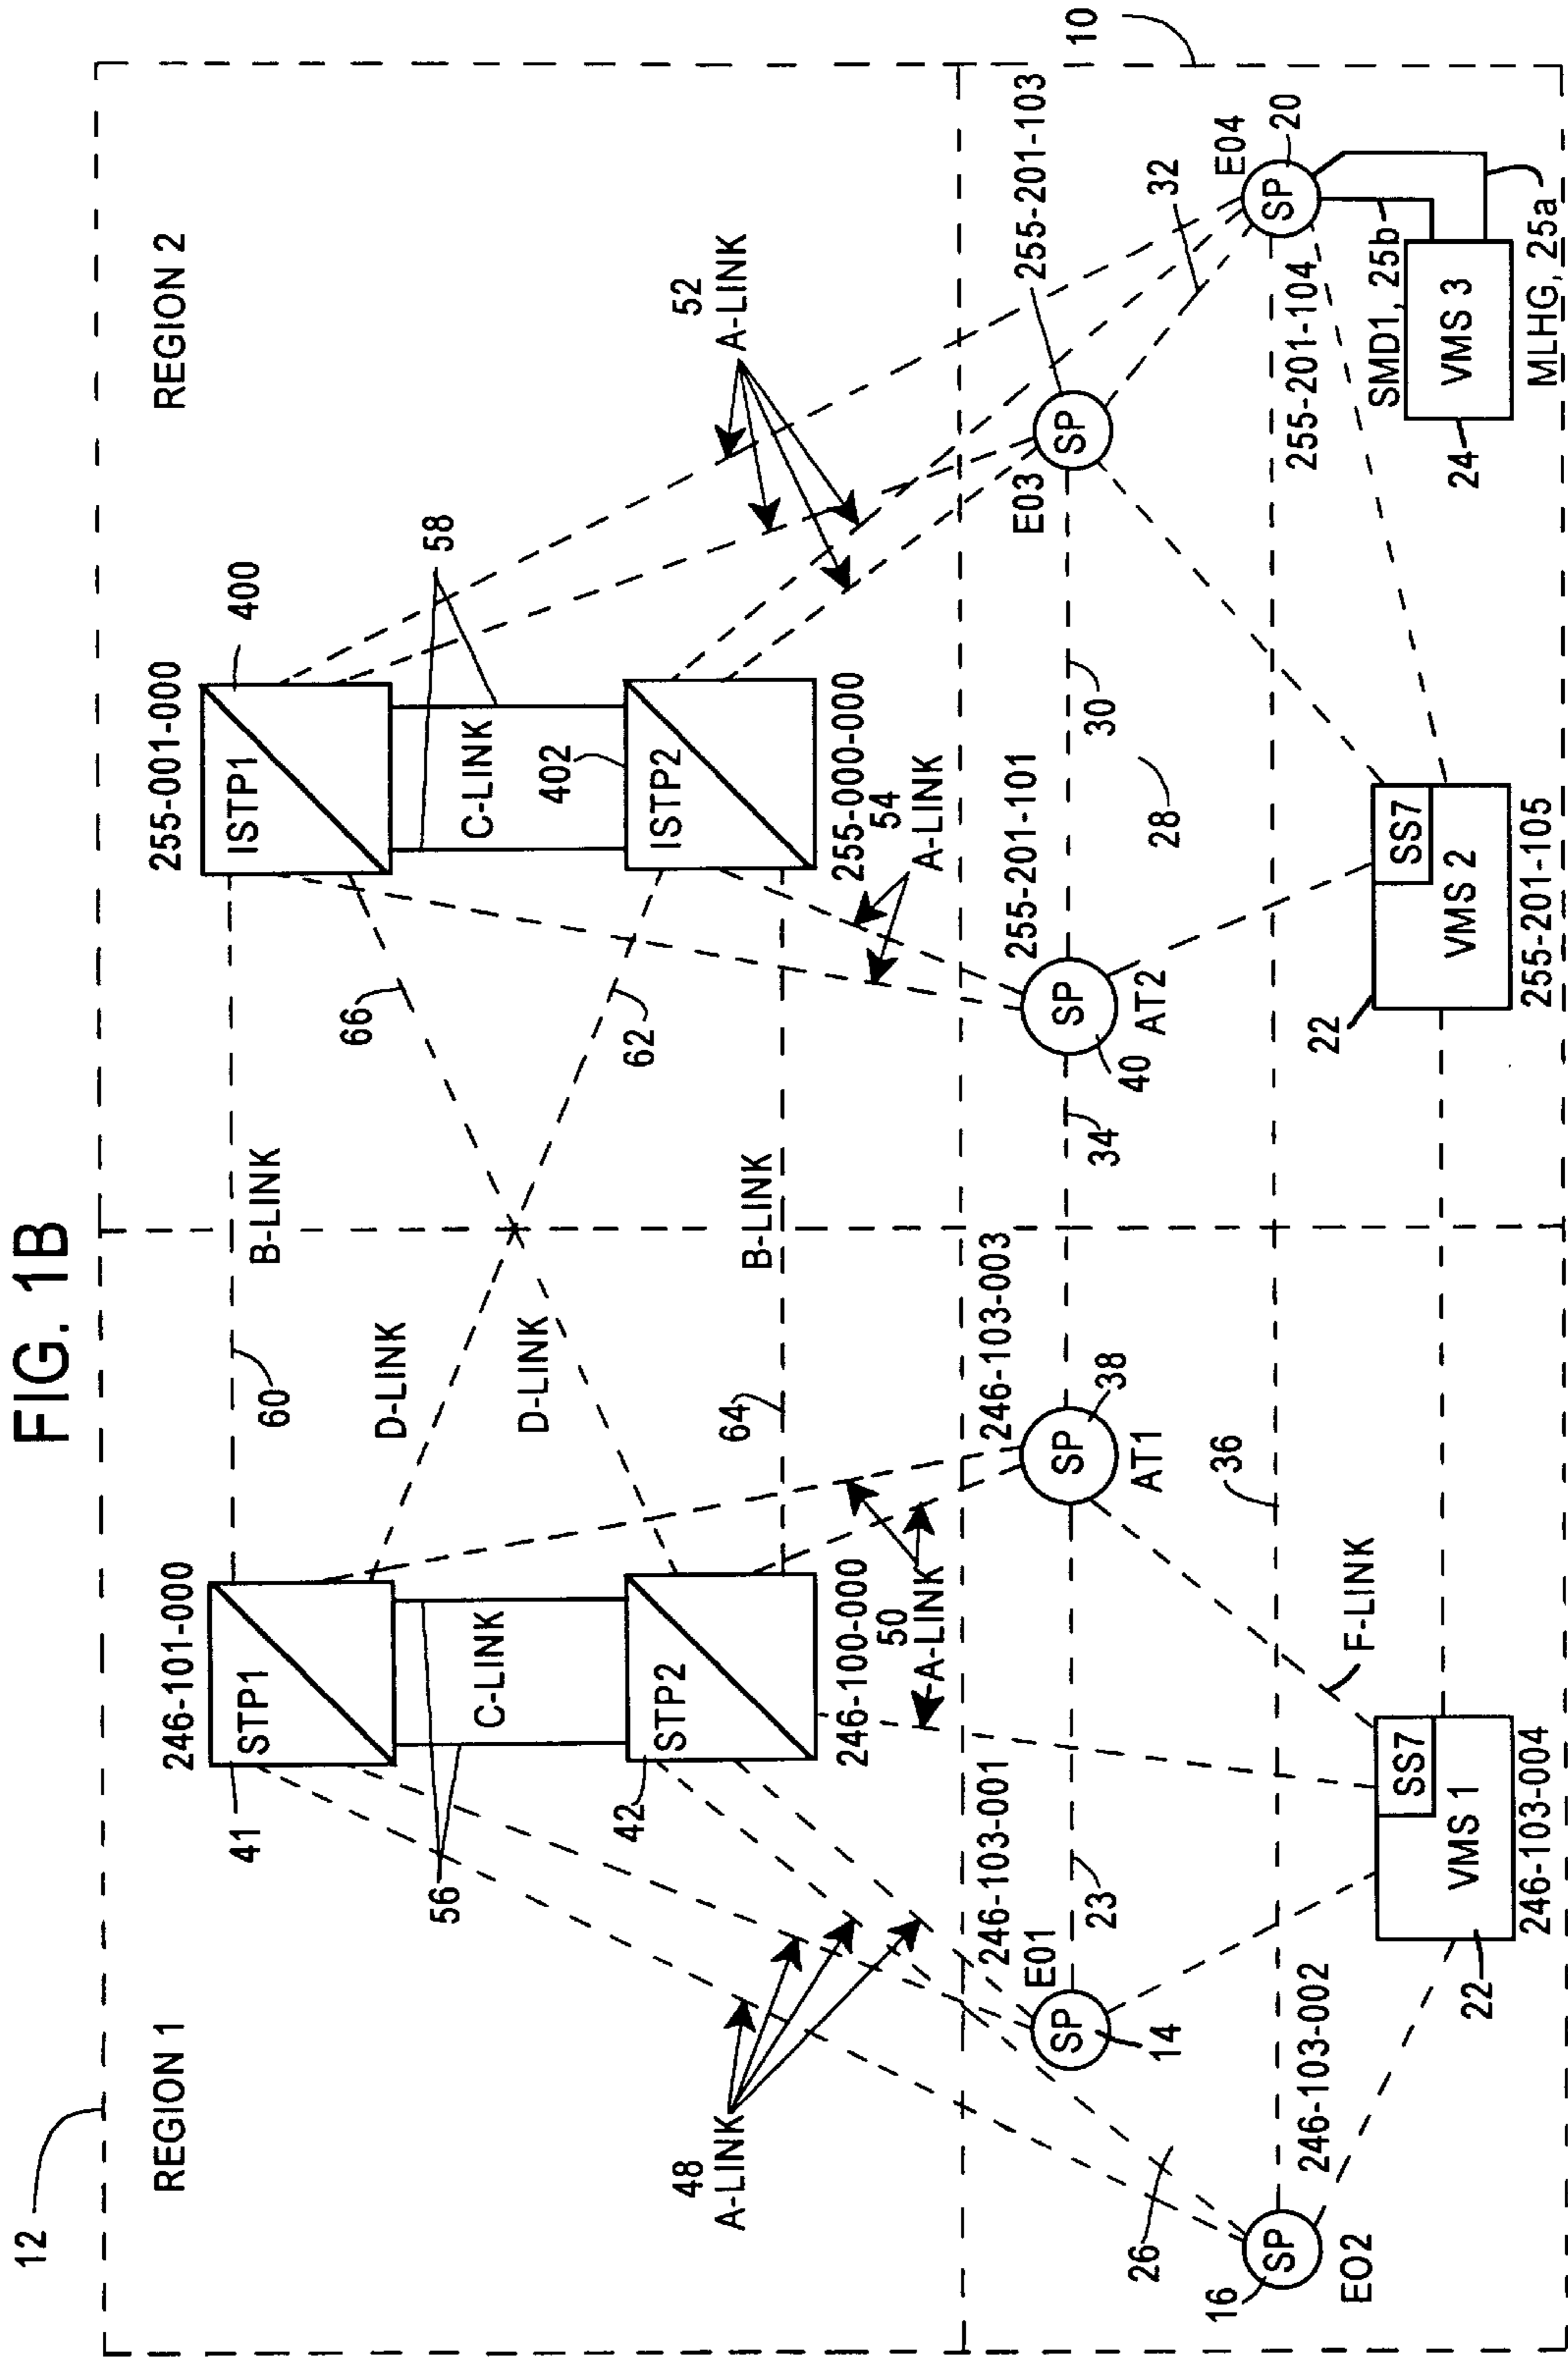 FIG. 1B
12
REGION 1
REGION 2
246-101-000
STP1
41
C-LINK
56
STP2
42
246-100-000
50
A-LINK
48
A-LINK
B-LINK
60
D-LINK
D-LINK
B-LINK
64
66
62
255-001-000
ISTP1
400
C-LINK
58
402
ISTP2
255-000-000
54
A-LINK
52
A-LINK
246-103-001
E01
SP
14
23
246-103-003
SP
38
AT1
34
255-201-101
SP
40
AT2
30
28
E03
SP
255-201-103
32
10
E04
SP
20
255-201-104
26
16
SP
EO2
246-103-002
36
F-LINK
SS7
VMS 1
22
246-103-004
SS7
VMS 2
22
255-201-105
SMD1, 25b
VMS 3
24
MLHG, 25a